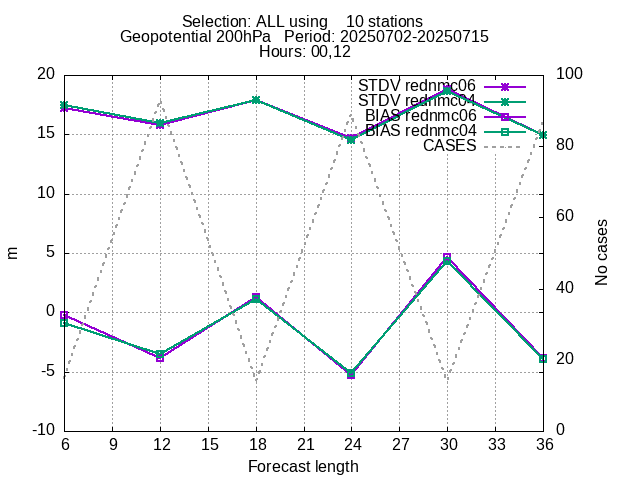 Selection: ALL using    10 stations
Geopotential 200hPa   Period: 20250702-20250715
Hours: 00,12
STDV rednmc06
STDV rednmc04
BIAS rednmc06
BIAS rednmc04
CASES
20
15
10
5
0
-5
-10
m
100
80
60
40
20
0
No cases
6 9 12 15 18 21 24 27 30 33 36
Forecast length